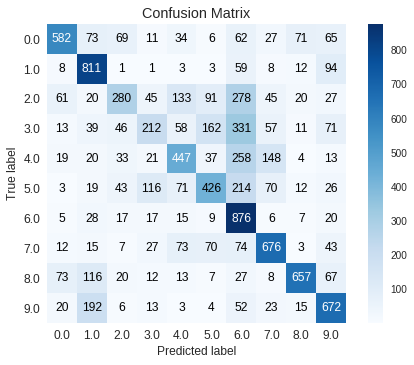 Confusion Matrix
True label
0.0 582 73 69 11 34 6 62 27 71 65
1.0 8 811 1 1 3 3 59 8 12 94
2.0 61 20 280 45 133 91 278 45 20 27
3.0 13 39 46 212 58 162 331 57 11 71
4.0 19 20 33 21 447 37 258 148 4 13
5.0 3 19 43 116 71 426 214 70 12 26
6.0 5 28 17 17 15 9 876 6 7 20
7.0 12 15 7 27 73 70 74 676 3 43
8.0 73 116 20 12 13 7 27 8 657 67
9.0 20 192 6 13 3 4 52 23 15 672
0.0 1.0 2.0 3.0 4.0 5.0 6.0 7.0 8.0 9.0
Predicted label
800
700
600
500
400
300
200
100